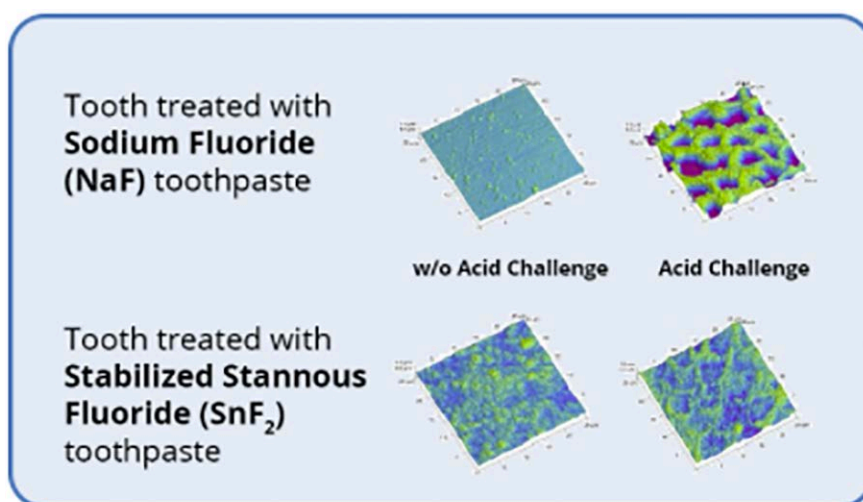 Tooth treated with
Sodium Fluoride
(NaF) toothpaste
w/o Acid Challenge
Acid Challenge
Tooth treated with
Stabilized Stannous
Fluoride (SnF₂)
toothpaste